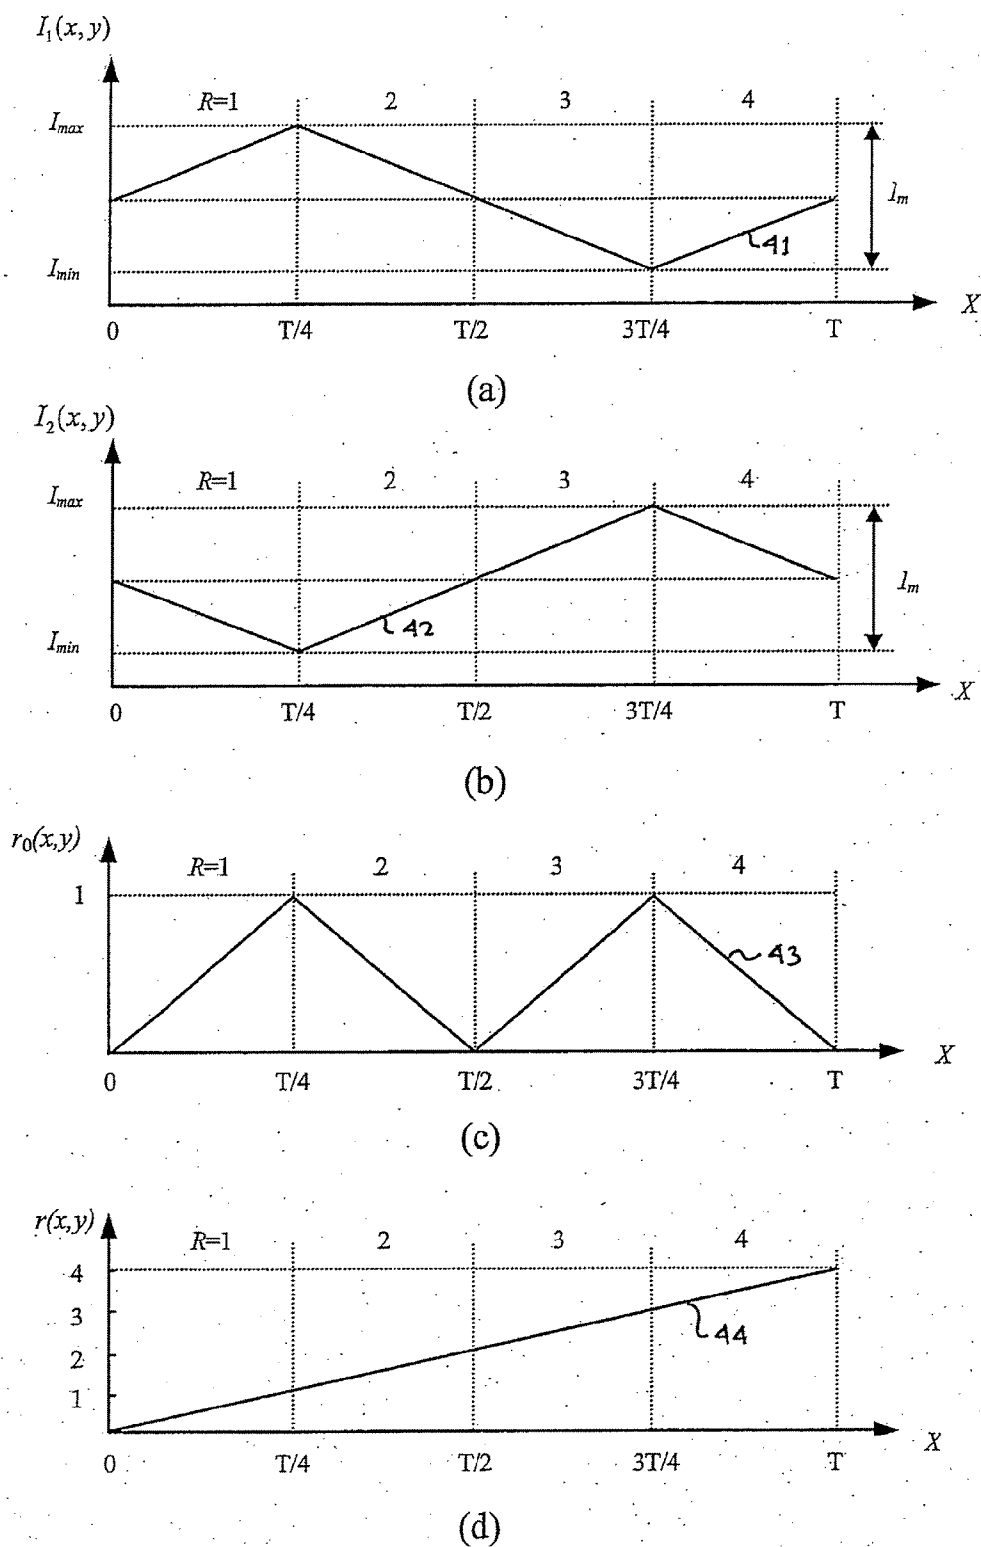 I₁(x, y)
R=1 2 3 4
Imax
lm
41
Imin
0 T/4 T/2 3T/4 T X
(a)
I₂(x, y)
R=1 2 3 4
Imax
lm
42
Imin
0 T/4 T/2 3T/4 T X
(b)
r₀(x,y)
R=1 2 3 4
1
43
0 T/4 T/2 3T/4 T X
(c)
r(x,y)
R=1 2 3 4
4
3
44
2
1
0 T/4 T/2 3T/4 T X
(d)